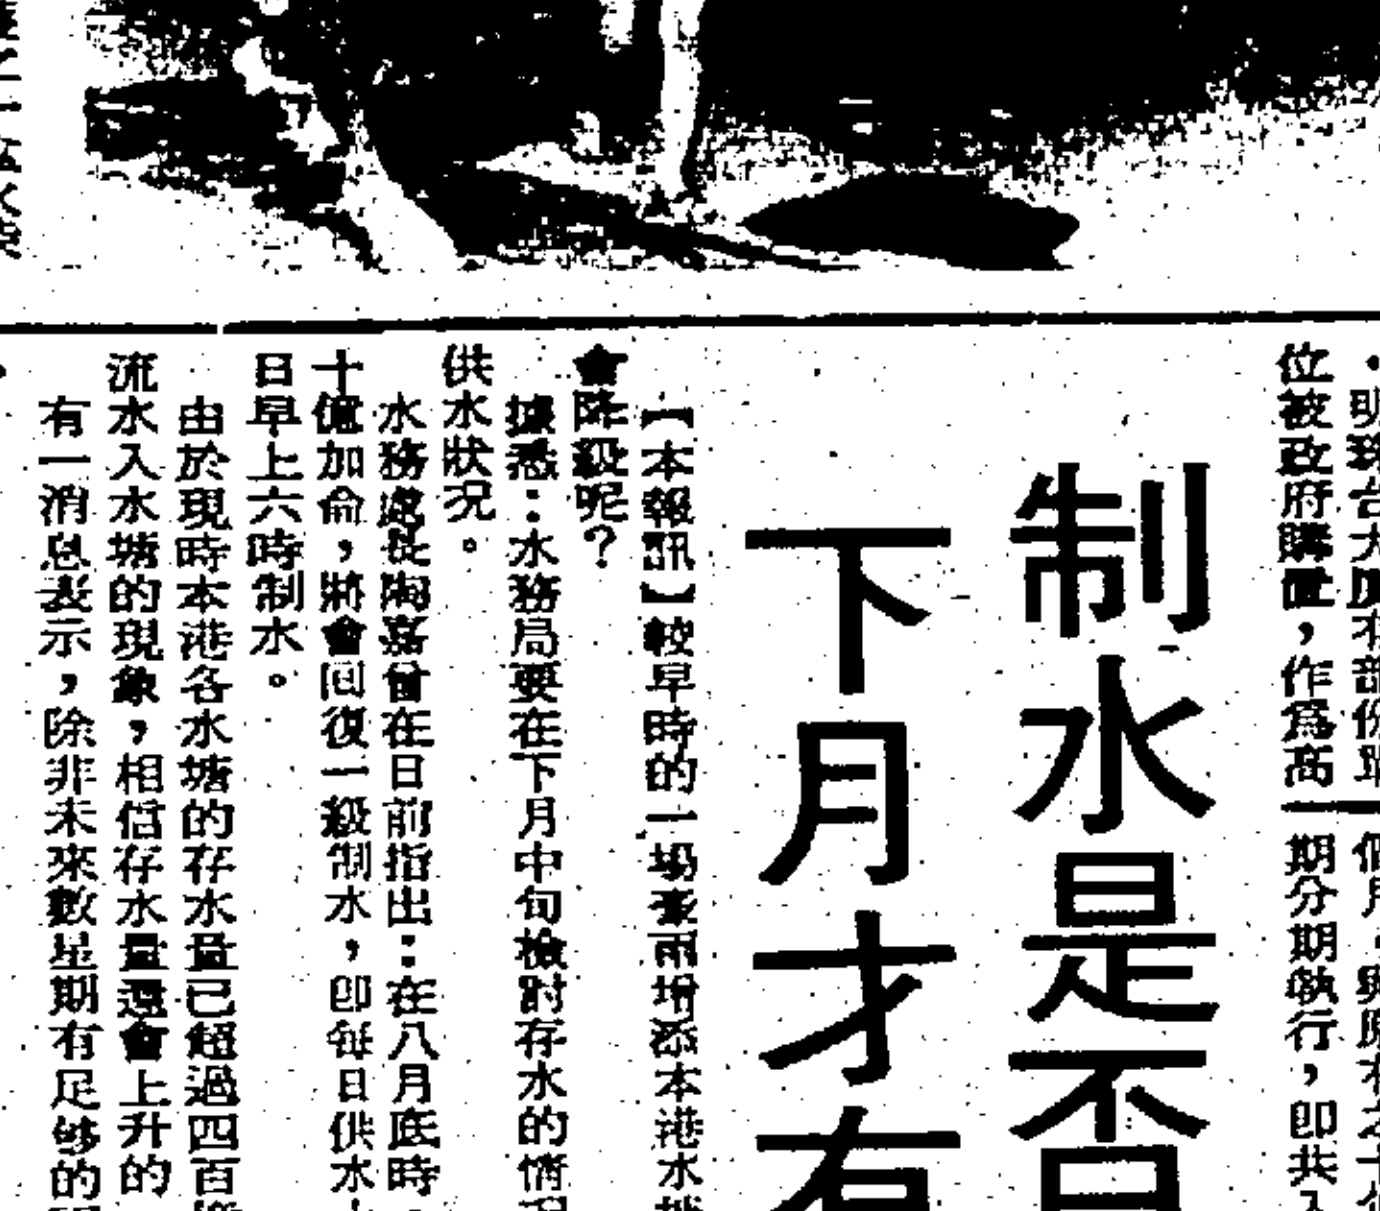 位被政府購置，作爲高
期分期執行，即共
制水是否
下月才有
【本報訊】較早時的一場豪雨增添本港水
會降級呢？
據悉：水務局要在下月中旬檢討存水的情況
供水狀况。
水務處長陶嘉曾在日前指出：在八月底時
十億加侖，將會回復一級制水，即每日供水
日早上六時制水。
由於現時本港各水塘的存水量已超過四百
流水入水塘的現象，相信存水量還會上升的
有一消息表示，除非未來數星期有足够的